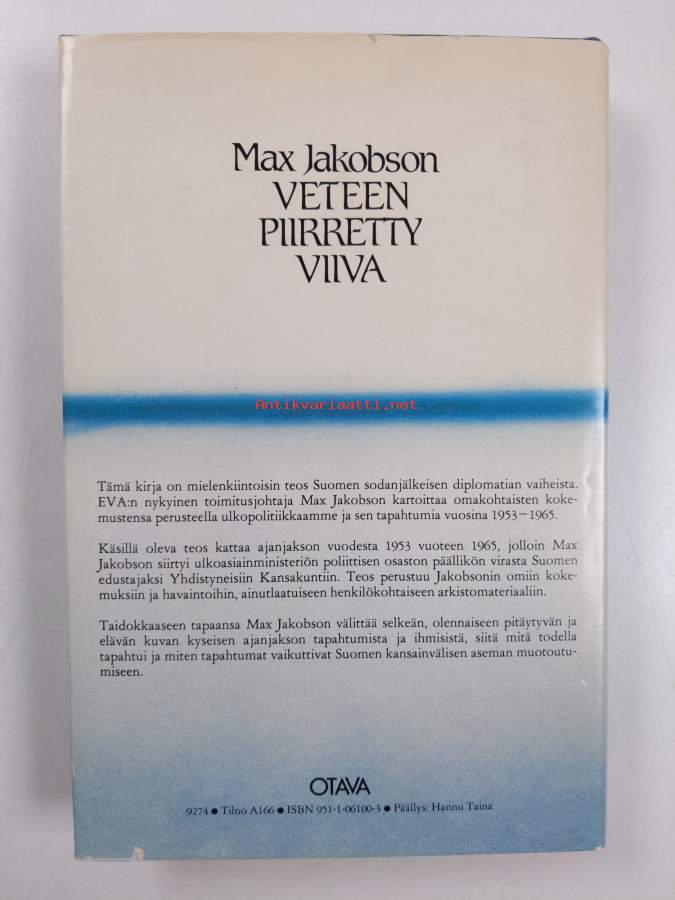 Max Jakobson
VETEEN
PIIRRETTY
VIIVA
Antikvariaatti.net
Tämä kirja on mielenkiintoisin teos Suomen sodanjälkeisen diplomatian vaiheista.
EVA:n nykyinen toimitusjohtaja Max Jakobson kartoittaa omakohtaisten koke-
mustensa perusteella ulkopolitiikkaamme ja sen tapahtumia vuosina 1953–1965.
Käsillä oleva teos kattaa ajanjakson vuodesta 1953 vuoteen 1965, jolloin Max
Jakobson siirtyi ulkoasiainministeriön poliittisen osaston päällikön virasta Suomen
edustajaksi Yhdistyneisiin Kansakuntiin. Teos perustuu Jakobsonin omiin koke-
muksiin ja havaintoihin, ainutlaatuiseen henkilökohtaiseen arkistomateriaaliin.
Taidokkaaseen tapaansa Max Jakobson välittää selkeän, olennaiseen pitäytyvän ja
elävän kuvan kyseisen ajanjakson tapahtumista ja ihmisistä, siitä mitä todella
tapahtui ja miten tapahtumat vaikuttivat Suomen kansainvälisen aseman muotoutu-
miseen.
OTAVA
9274 ● Tilno A166 ● ISBN 951-1-06100-3 ● Päällys: Hannu Taina